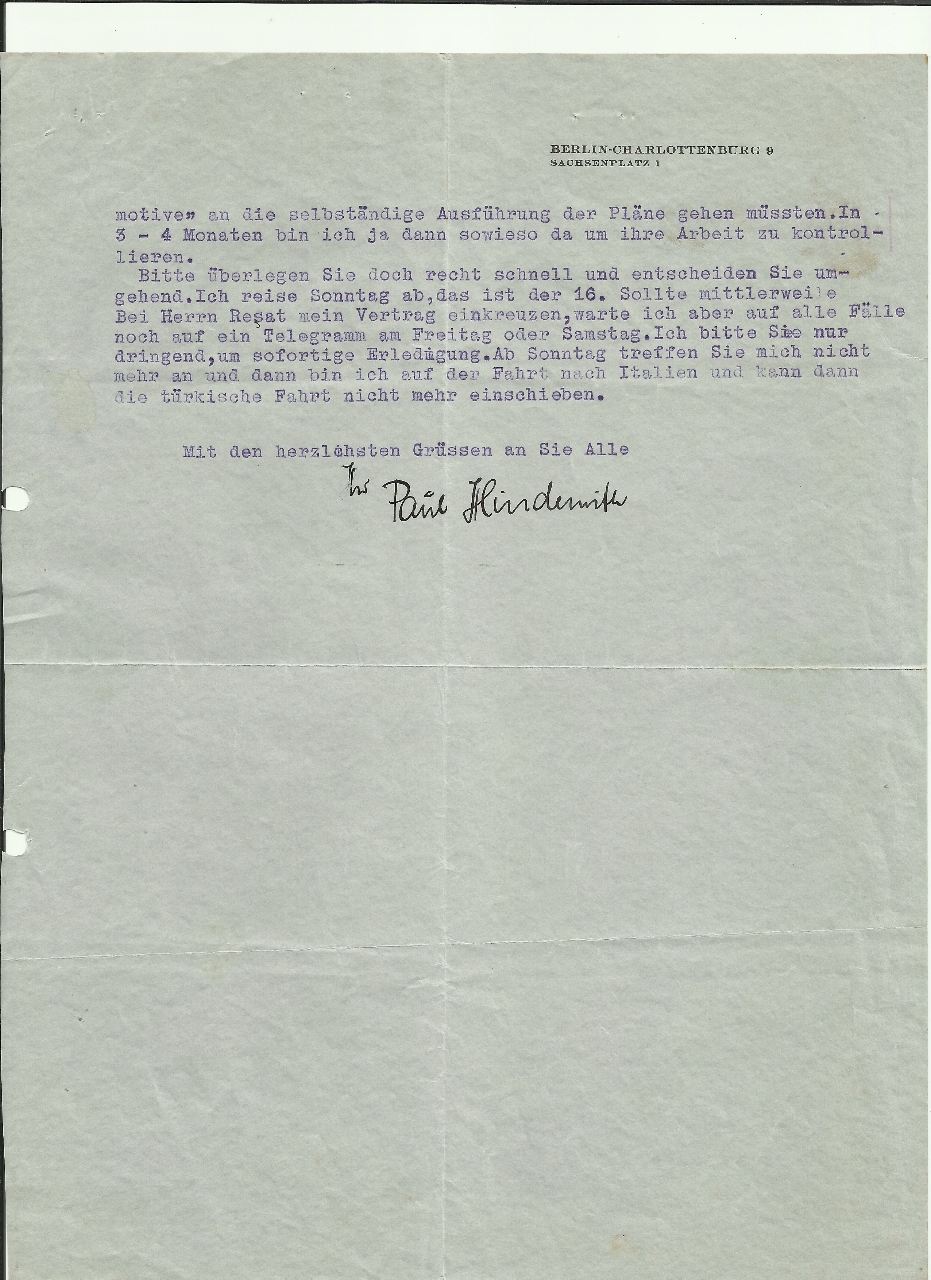 BERLIN-CHARLOTTENBURG 9
SACHSENPLATZ 1
motive" an die selbständige Ausführung der Pläne gehen müssten.In
3 - 4 Monaten bin ich ja dann sowieso da um ihre Arbeit zu kontrol-
lieren.
Bitte überlegen Sie doch recht schnell und entscheiden Sie um-
gehend.Ich reise Sonntag ab,das ist der 16. Sollte mittlerweile
Bei Herrn Reşat mein Vertrag einkreuzen,warte ich aber auf alle Fälle
noch auf ein Telegramm am Freitag oder Samstag.Ich bitte Sie nur
dringend,um sofortige Erledigung.Ab Sonntag treffen Sie mich nicht
mehr an und dann bin ich auf der Fahrt nach Italien und kann dann
die türkische Fahrt nicht mehr einschieben.
Mit den herzlchsten Grüssen an Sie Alle
Ihr Paul Hindemith